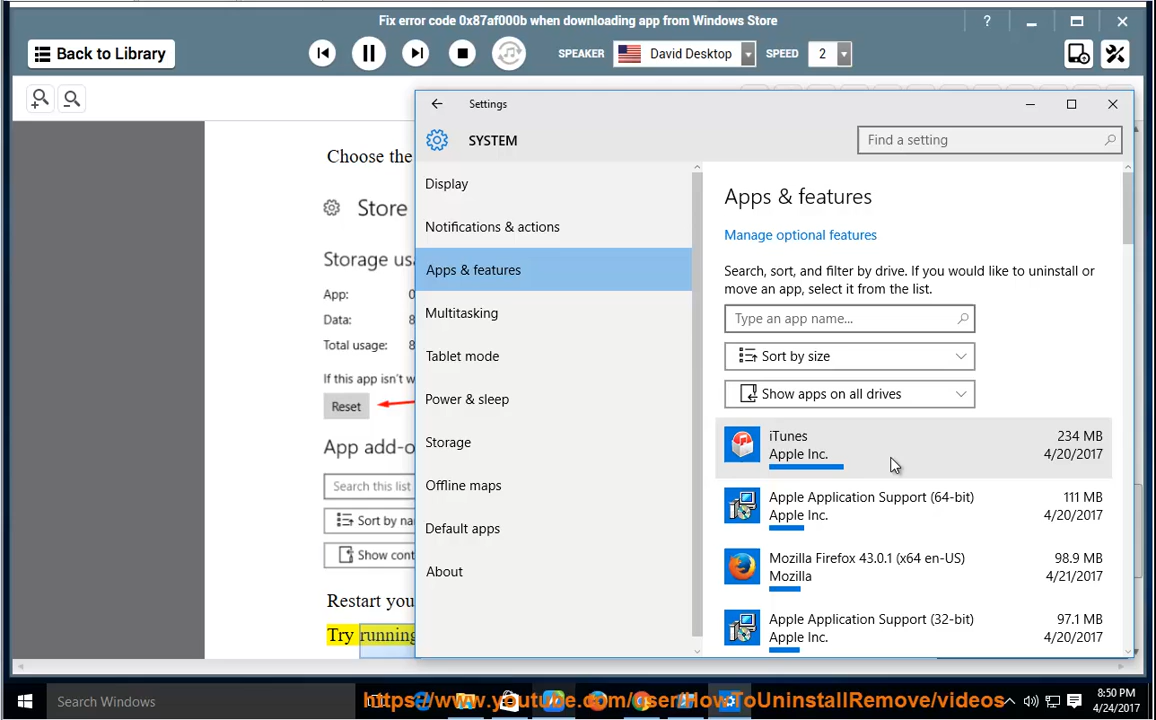 Fix error code 0x87af000b when downloading app from Windows Store
?
Back to Library
SPEAKER
David Desktop
SPEED
2
Choose the
Store
Storage usa
App: 0
Data: 8
Total usage: 8
If this app isn't w
Reset
App add-o
Search this list
Sort by na
Show cont
Restart you
Try running
Settings
SYSTEM
Find a setting
Display
Notifications & actions
Apps & features
Multitasking
Tablet mode
Power & sleep
Storage
Offline maps
Default apps
About
Apps & features
Manage optional features
Search, sort, and filter by drive. If you would like to uninstall or
move an app, select it from the list.
Type an app name...
Sort by size
Show apps on all drives
iTunes 234 MB
Apple Inc. 4/20/2017
Apple Application Support (64-bit) 111 MB
Apple Inc. 4/20/2017
Mozilla Firefox 43.0.1 (x64 en-US) 98.9 MB
Mozilla 4/21/2017
Apple Application Support (32-bit) 97.1 MB
Apple Inc. 4/20/2017
Search Windows
https://www.youtube.com/user/HowToUninstallRemove/videos
8:50 PM
4/24/2017